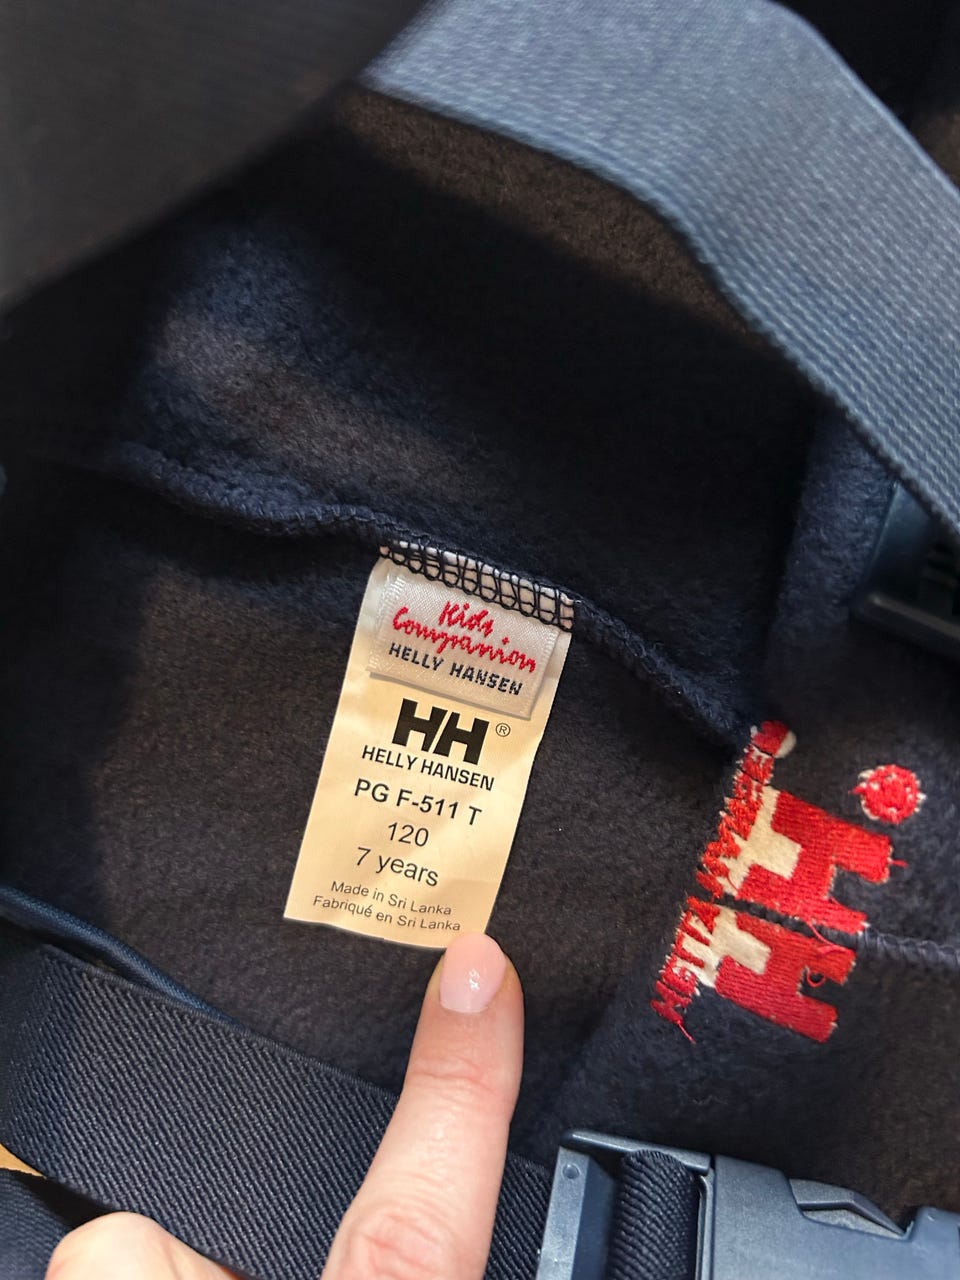 Kids
Companion
HELLY HANSEN
HH®
HELLY HANSEN
PG F-511 T
120
7 years
Made in Sri Lanka
Fabriqué en Sri Lanka